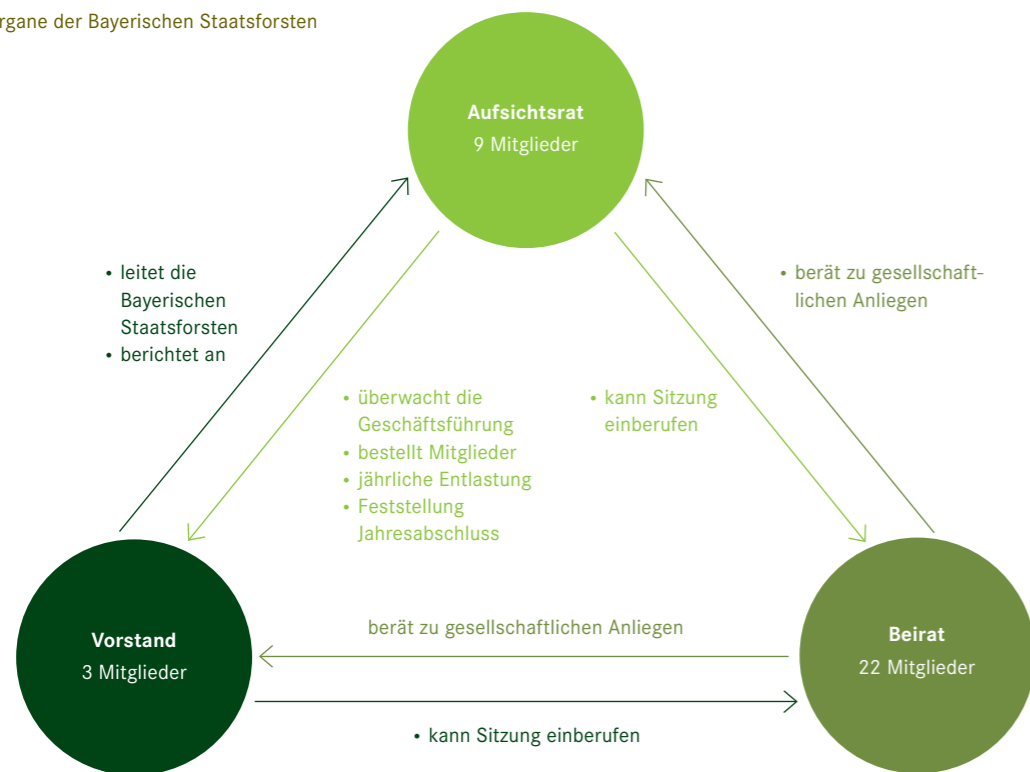 rgane der Bayerischen Staatsforsten
Aufsichtsrat
9 Mitglieder
• leitet die
Bayerischen
Staatsforsten
• berichtet an
• berät zu gesellschaft-
lichen Anliegen
• überwacht die
Geschäftsführung
• bestellt Mitglieder
• jährliche Entlastung
• Feststellung
Jahresabschluss
• kann Sitzung
einberufen
Vorstand
3 Mitglieder
berät zu gesellschaftlichen Anliegen
Beirat
22 Mitglieder
• kann Sitzung einberufen